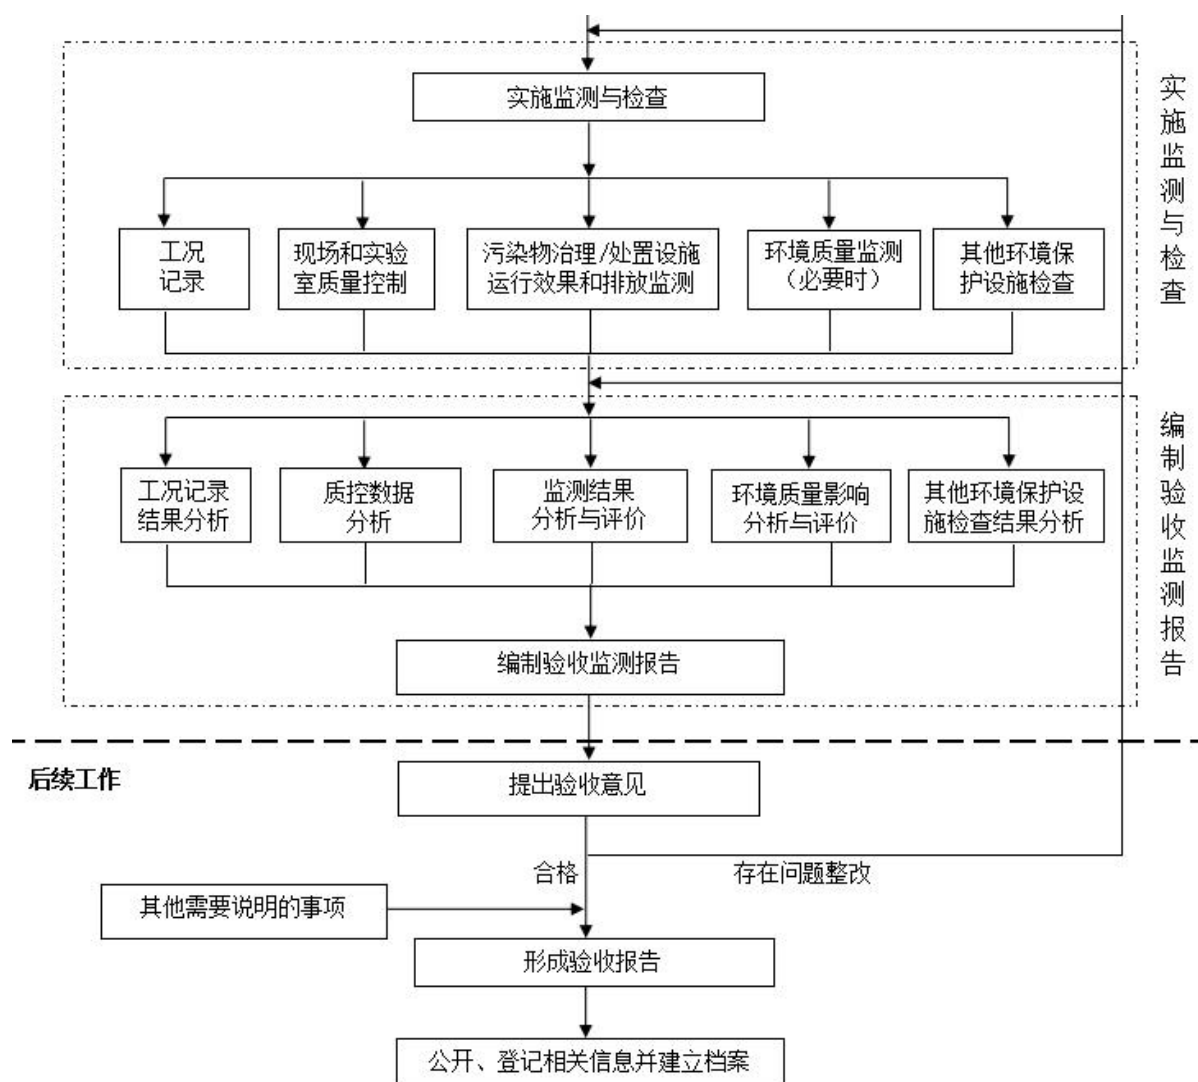 实施监测与检查
实施监测与检查
工况
记录
现场和实验
室质量控制
污染物治理/处置设施
运行效果和排放监测
环境质量监测
（必要时）
其他环境保
护设施检查
编制验收监测报告
工况记录
结果分析
质控数据
分析
监测结果
分析与评价
环境质量影响
分析与评价
其他环境保护设
施检查结果分析
编制验收监测报告
后续工作
提出验收意见
合格
存在问题整改
其他需要说明的事项
形成验收报告
公开、登记相关信息并建立档案